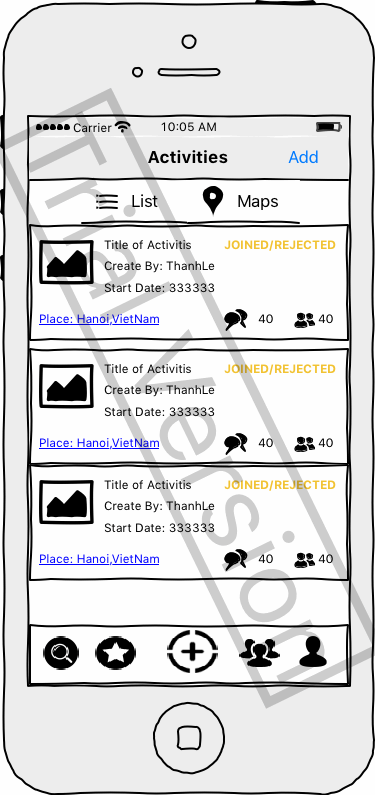 Carrier 10:05 AM
Activities Add
List Maps
Title of Activitis JOINED/REJECTED
Create By: ThanhLe
Start Date: 333333
Place: Hanoi,VietNam 40 40
Title of Activitis JOINED/REJECTED
Create By: ThanhLe
Start Date: 333333
Place: Hanoi,VietNam 40 40
Title of Activitis JOINED/REJECTED
Create By: ThanhLe
Start Date: 333333
Place: Hanoi,VietNam 40 40
Trial Version